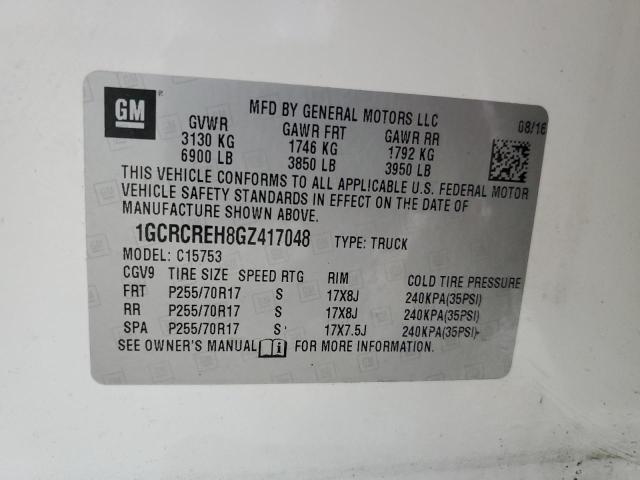 GM
MFD BY GENERAL MOTORS LLC 08/16
GVWR GAWR FRT GAWR RR
3130 KG 1746 KG 1792 KG
6900 LB 3850 LB 3950 LB
THIS VEHICLE CONFORMS TO ALL APPLICABLE U.S. FEDERAL MOTOR
VEHICLE SAFETY STANDARDS IN EFFECT ON THE DATE OF
MANUFACTURE SHOWN ABOVE.
1GCRCREH8GZ417048 TYPE: TRUCK
MODEL: C15753
CGV9 TIRE SIZE SPEED RTG RIM COLD TIRE PRESSURE
FRT P255/70R17 S 17X8J 240KPA(35PSI)
RR P255/70R17 S 17X8J 240KPA(35PSI)
SPA P255/70R17 S 17X7.5J 240KPA(35PSI)
SEE OWNER'S MANUAL FOR MORE INFORMATION.